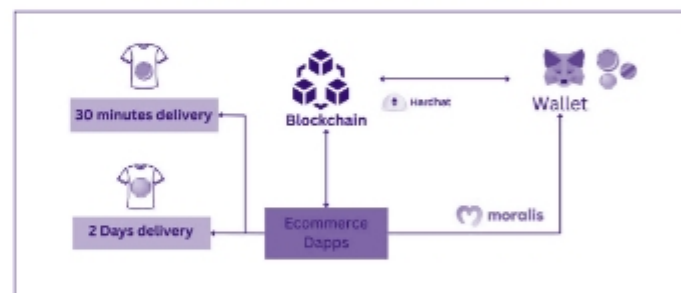 30 minutes delivery
Blockchain
Hardhat
Wallet
2 Days delivery
Ecommerce
Dapps
moralis